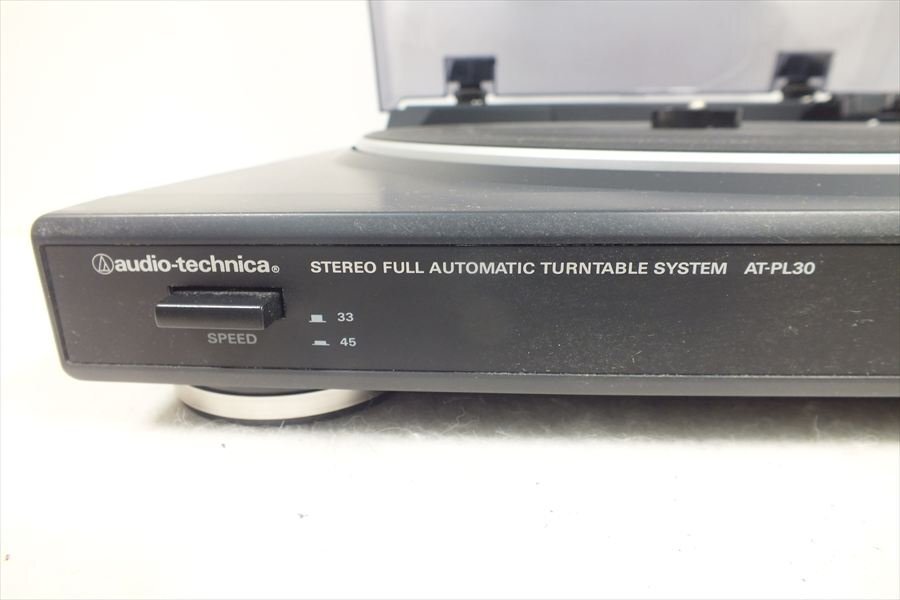 audio-technica® STEREO FULL AUTOMATIC TURNTABLE SYSTEM AT-PL30
33
SPEED
45